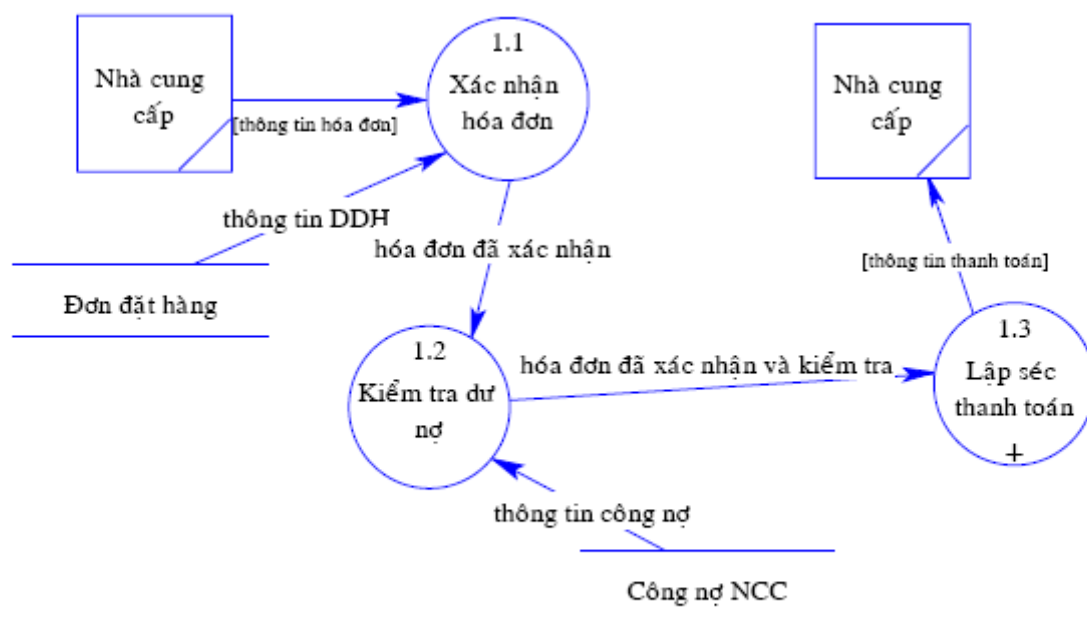 1.1
Nhà cung
cấp
Xác nhận
hóa đơn
Nhà cung
cấp
[thông tin hóa đơn]
thông tin DDH
hóa đơn đã xác nhận
[thông tin thanh toán]
Đơn đặt hàng
1.2
Kiểm tra dư
nợ
hóa đơn đã xác nhận và kiểm tra
1.3
Lập séc
thanh toán
+
thông tin công nợ
Công nợ NCC